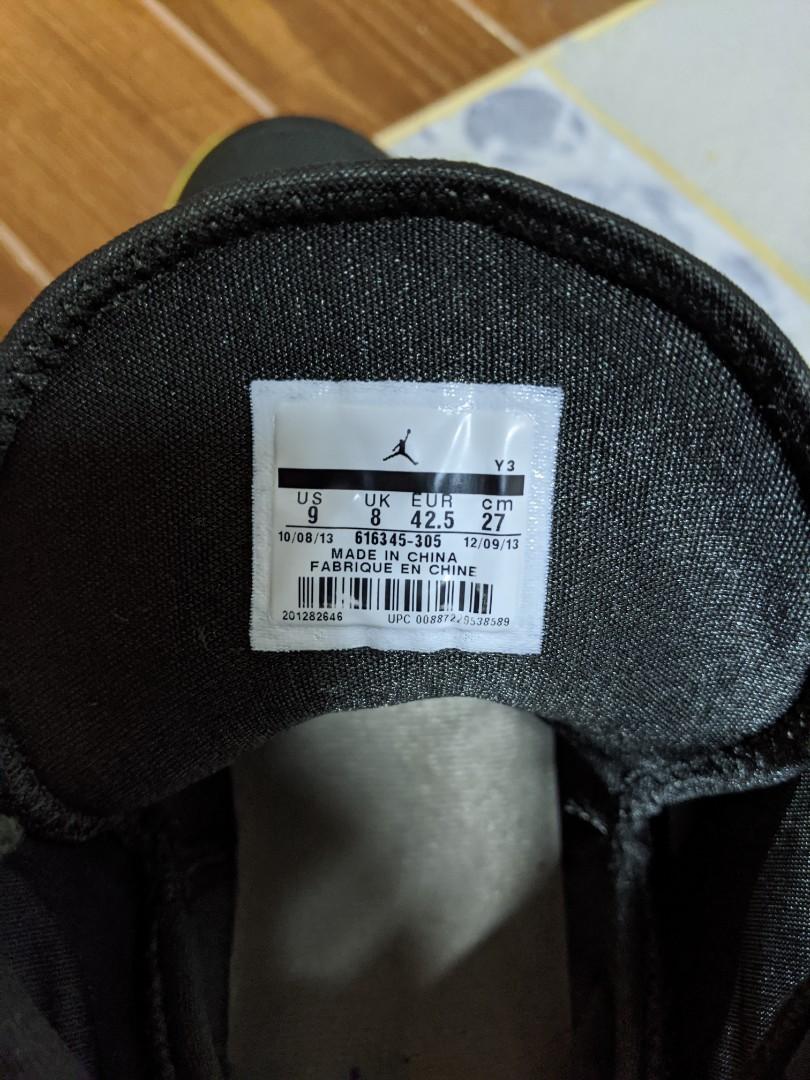 Y3
US UK EUR cm
9 8 42.5 27
10/08/13 616345-305 12/09/13
MADE IN CHINA
FABRIQUE EN CHINE
201282646 UPC